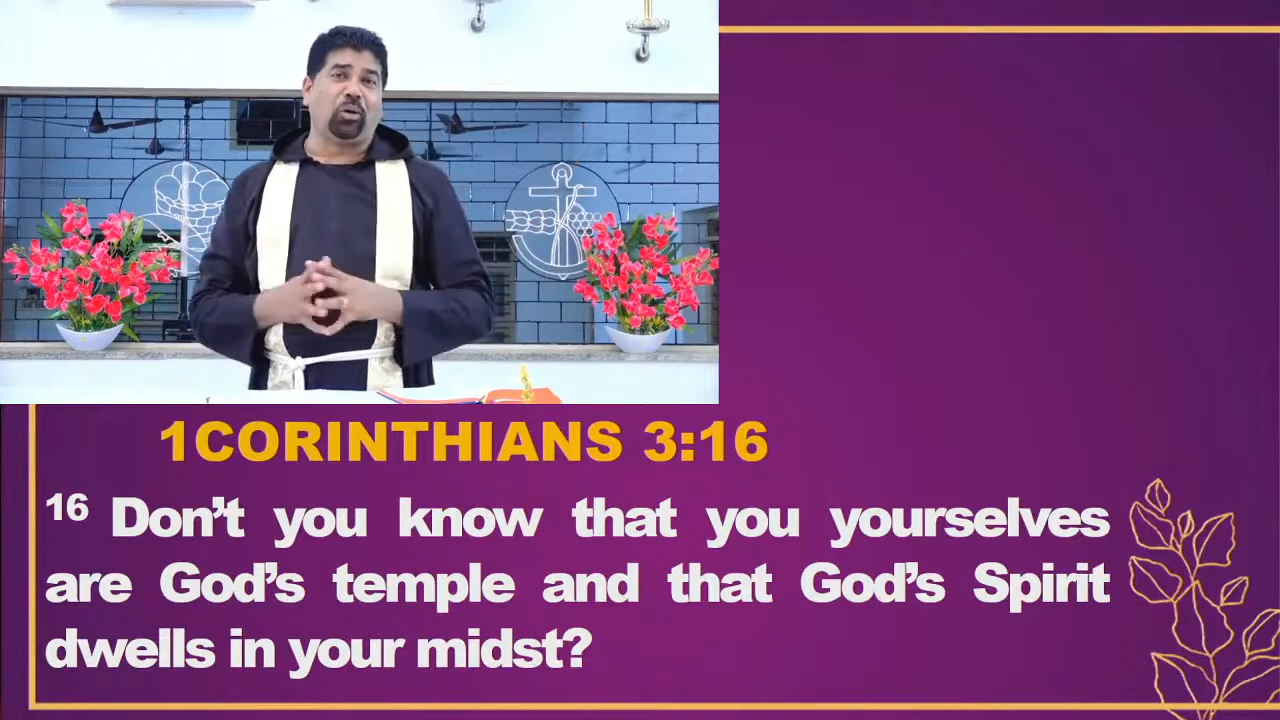 1CORINTHIANS 3:16
16 Don’t you know that you yourselves
are God’s temple and that God’s Spirit
dwells in your midst?